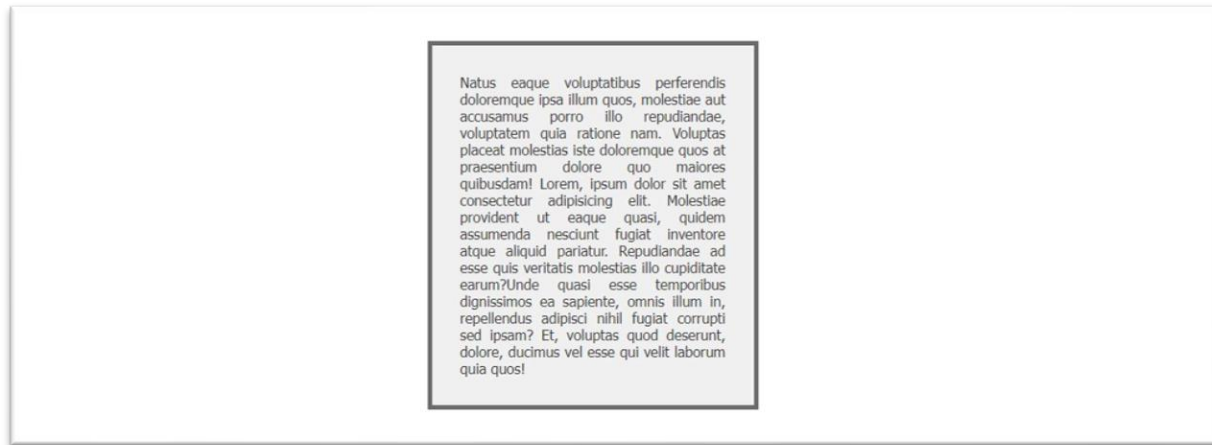 Natus eaque voluptatibus perferendis
doloremque ipsa illum quos, molestiae aut
accusamus porro illo repudiandae,
voluptatem quia ratione nam. Voluptas
placeat molestias iste doloremque quos at
praesentium dolore quo maiores
quibusdam! Lorem, ipsum dolor sit amet
consectetur adipisicing elit. Molestiae
provident ut eaque quasi, quidem
assumenda nesciunt fugiat inventore
atque aliquid pariatur. Repudiandae ad
esse quis veritatis molestias illo cupiditate
earum?Unde quasi esse temporibus
dignissimos ea sapiente, omnis illum in,
repellendus adipisci nihil fugiat corrupti
sed ipsam? Et, voluptas quod deserunt,
dolore, ducimus vel esse qui velit laborum
quia quos!